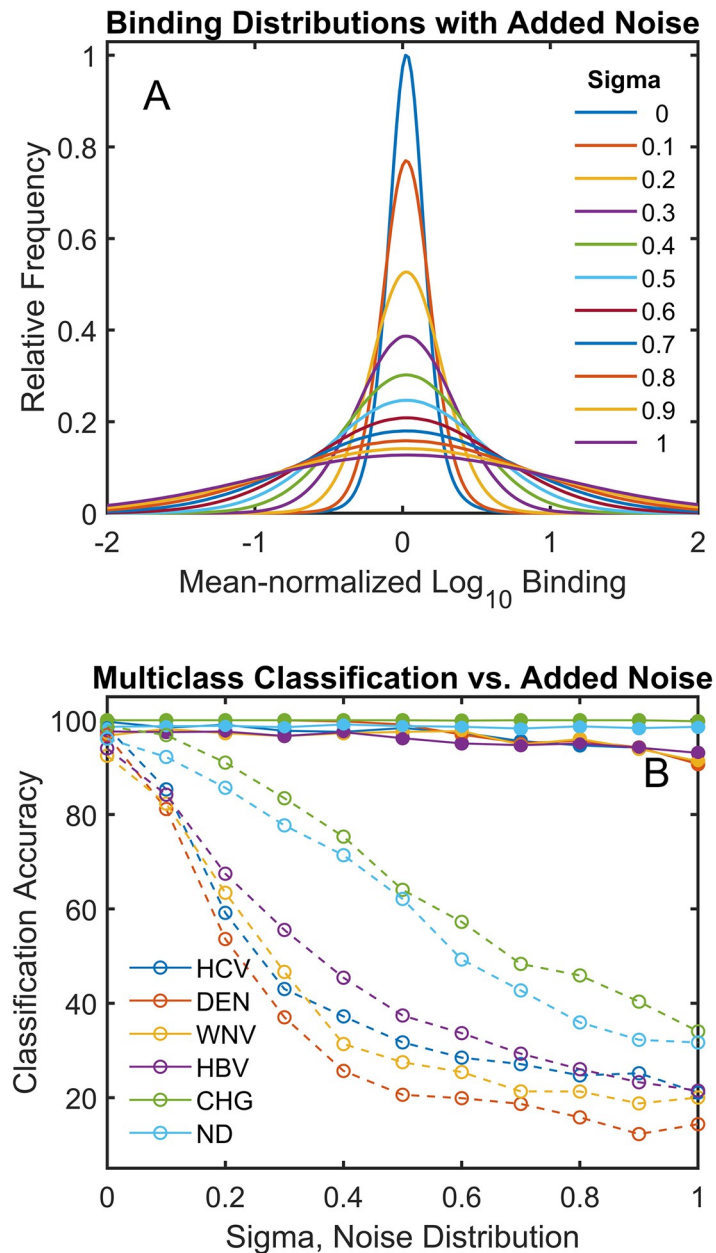 Binding Distributions with Added Noise
A
Sigma
0
0.1
0.2
0.3
0.4
0.5
0.6
0.7
0.8
0.9
1
1
0.8
0.6
0.4
0.2
0
Relative Frequency
-2 -1 0 1 2
Mean-normalized Log10 Binding
Multiclass Classification vs. Added Noise
B
100
80
60
40
20
Classification Accuracy
HCV
DEN
WNV
HBV
CHG
ND
0 0.2 0.4 0.6 0.8 1
Sigma, Noise Distribution